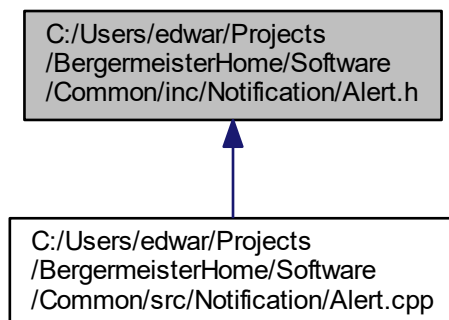 C:/Users/edwar/Projects
/BergermeisterHome/Software
/Common/inc/Notification/Alert.h
C:/Users/edwar/Projects
/BergermeisterHome/Software
/Common/src/Notification/Alert.cpp